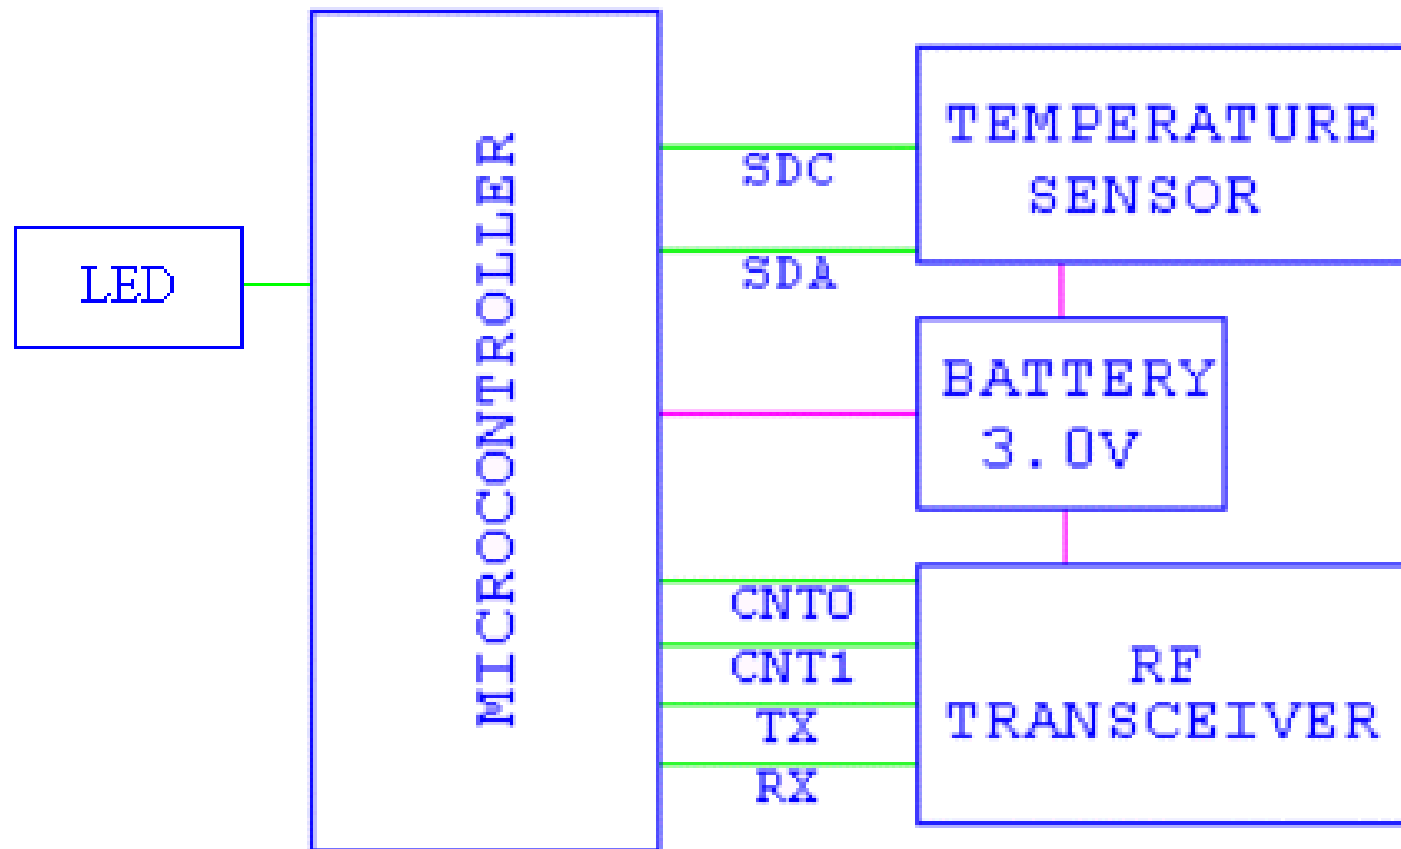 LED
MICROCONTROLLER
SDC
SDA
CNT0
CNT1
TX
RX
TEMPERATURE
SENSOR
BATTERY
3.0V
RF
TRANSCEIVER